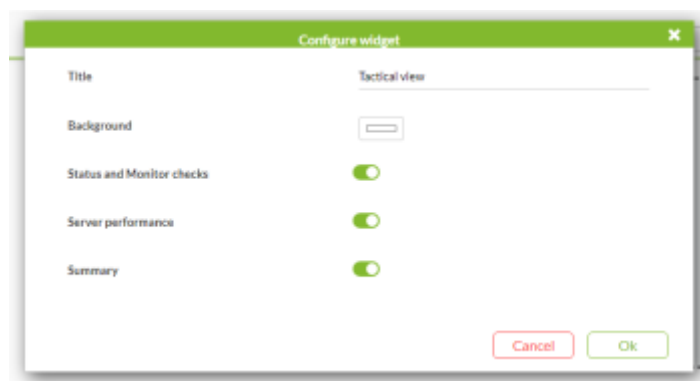 Configure widget
Title
Tactical view
Background
Status and Monitor checks
Server performance
Summary
Cancel
Ok